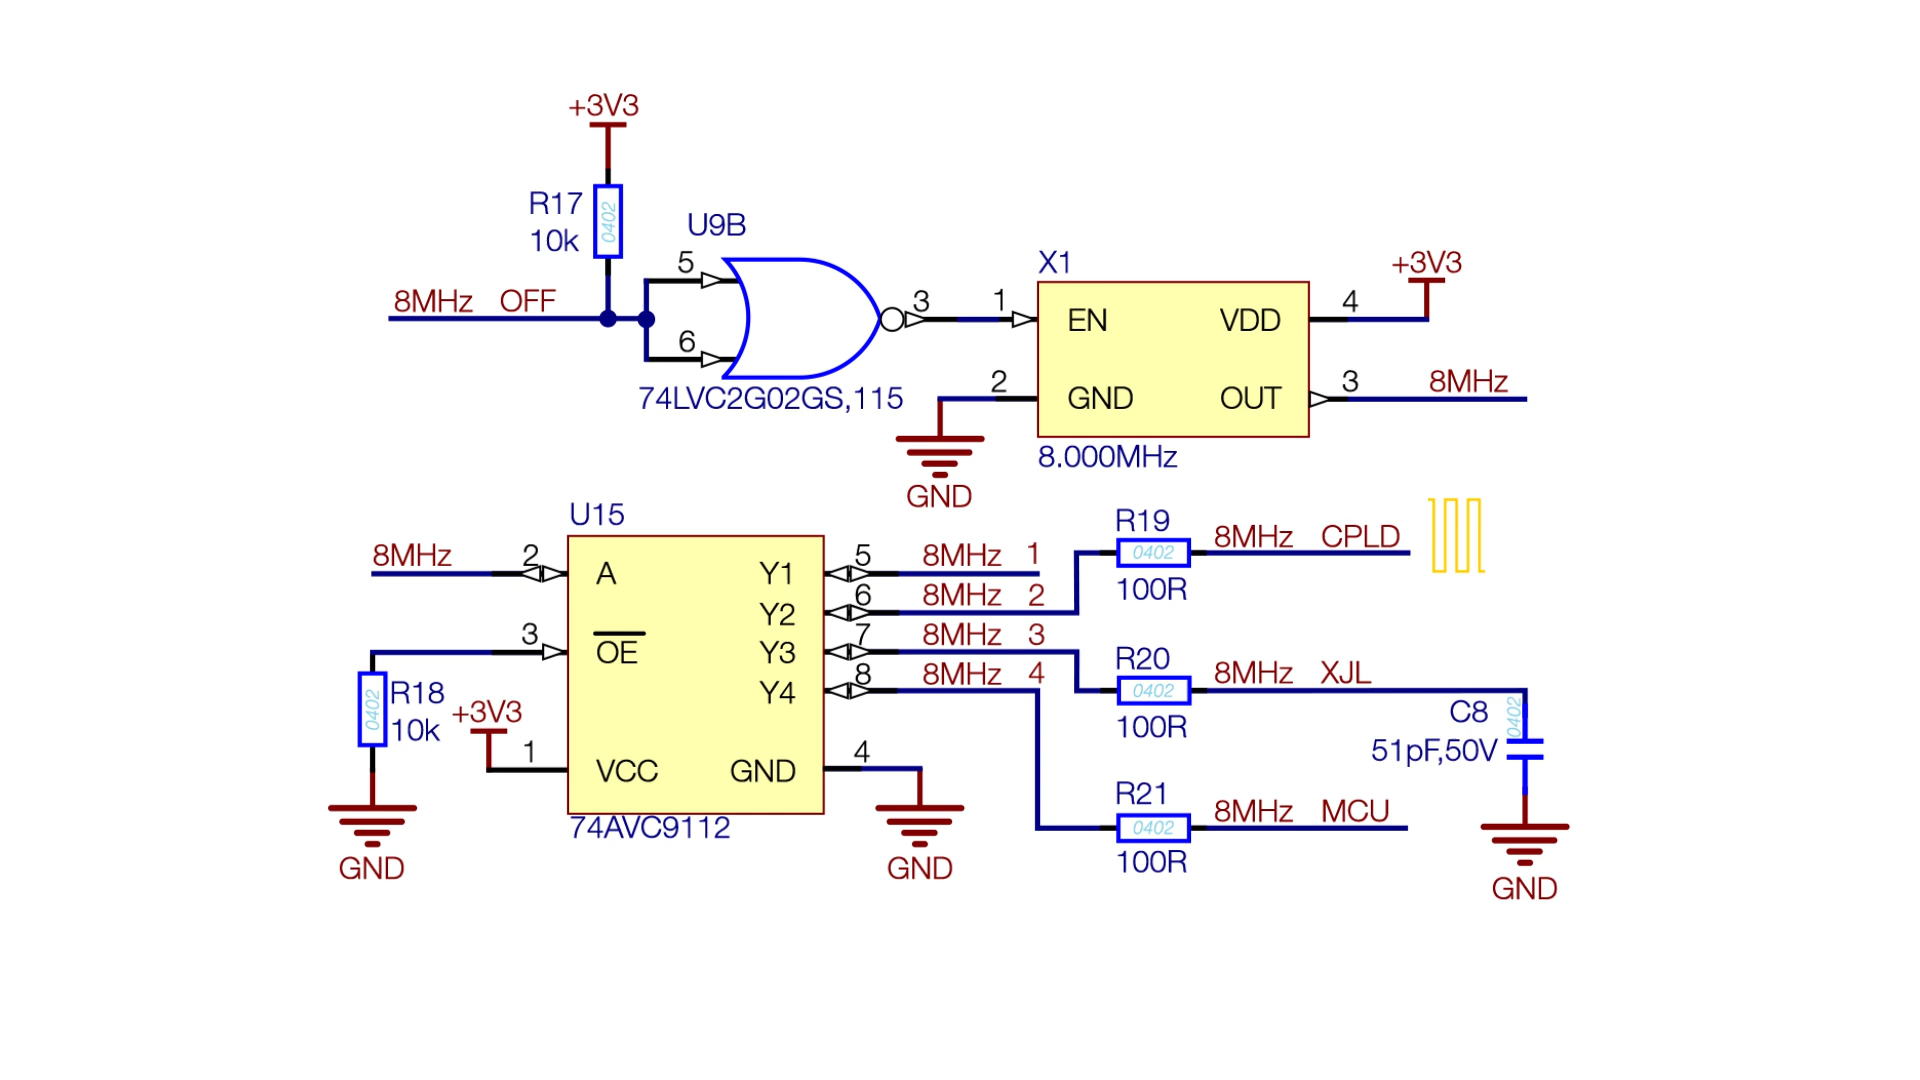 +3V3
R17
10k
0402
8MHz OFF
U9B
5
6
3
74LVC2G02GS,115
X1
1
EN
2
GND
VDD
4
+3V3
OUT
3
8MHz
8.000MHz
GND
U15
8MHz
2
A
3
OE
R18
10k
0402
GND
+3V3
1
VCC
Y1
5
8MHz 1
Y2
6
8MHz 2
Y3
7
8MHz 3
Y4
8
8MHz 4
GND
4
GND
74AVC9112
R19
0402
100R
8MHz CPLD
R20
0402
100R
8MHz XJL
C8
51pF,50V
0402
GND
R21
0402
100R
8MHz MCU